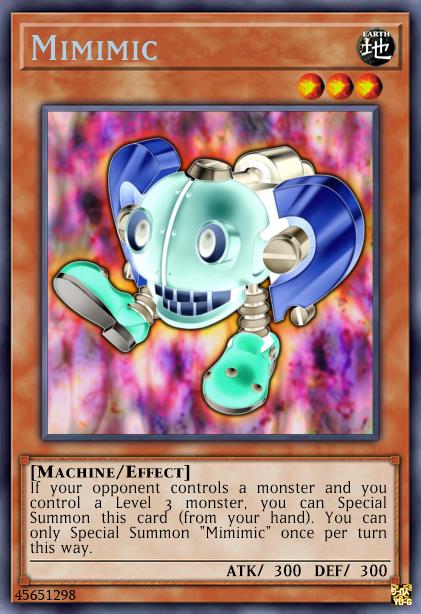 Mimimic
EARTH
地
[Machine/Effect]
If your opponent controls a monster and you
control a Level 3 monster, you can Special
Summon this card (from your hand). You can
only Special Summon "Mimimic" once per turn
this way.
ATK/ 300 DEF/ 300
45651298